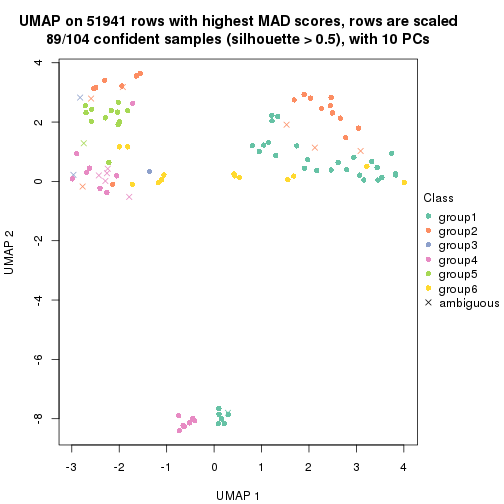 UMAP on 51941 rows with highest MAD scores, rows are scaled
89/104 confident samples (silhouette > 0.5), with 10 PCs
4
2
0
-2
-4
-6
-8
UMAP 2
-3
-2
-1
0
1
2
3
4
UMAP 1
Class
group1
group2
group3
group4
group5
group6
ambiguous